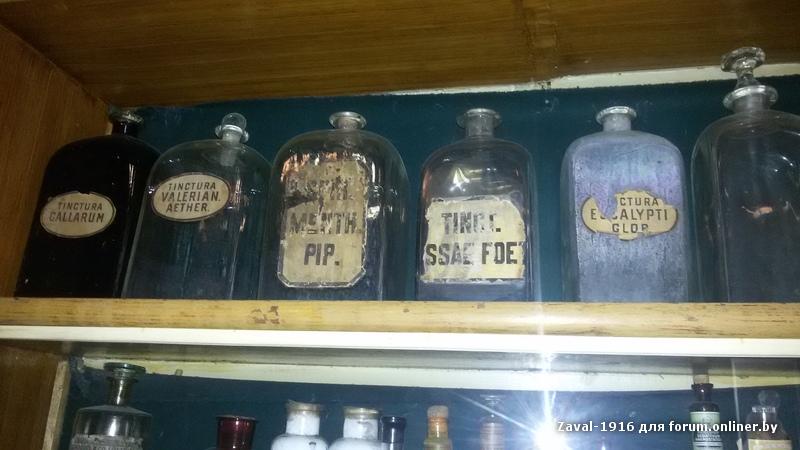 TINCTURA
GALLARUM
TINCTURA
VALERIAN.
AETHER.
MENTH.
PIP.
TINCT.
SSAE FOET
CTURA
EUCALYPTI
GLOB.
Zaval-1916 для forum.onliner.by